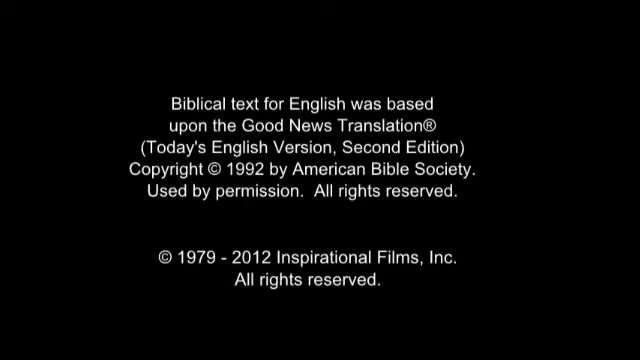 Biblical text for English was based
upon the Good News Translation®
(Today's English Version, Second Edition)
Copyright © 1992 by American Bible Society.
Used by permission.  All rights reserved.
© 1979 - 2012 Inspirational Films, Inc.
All rights reserved.